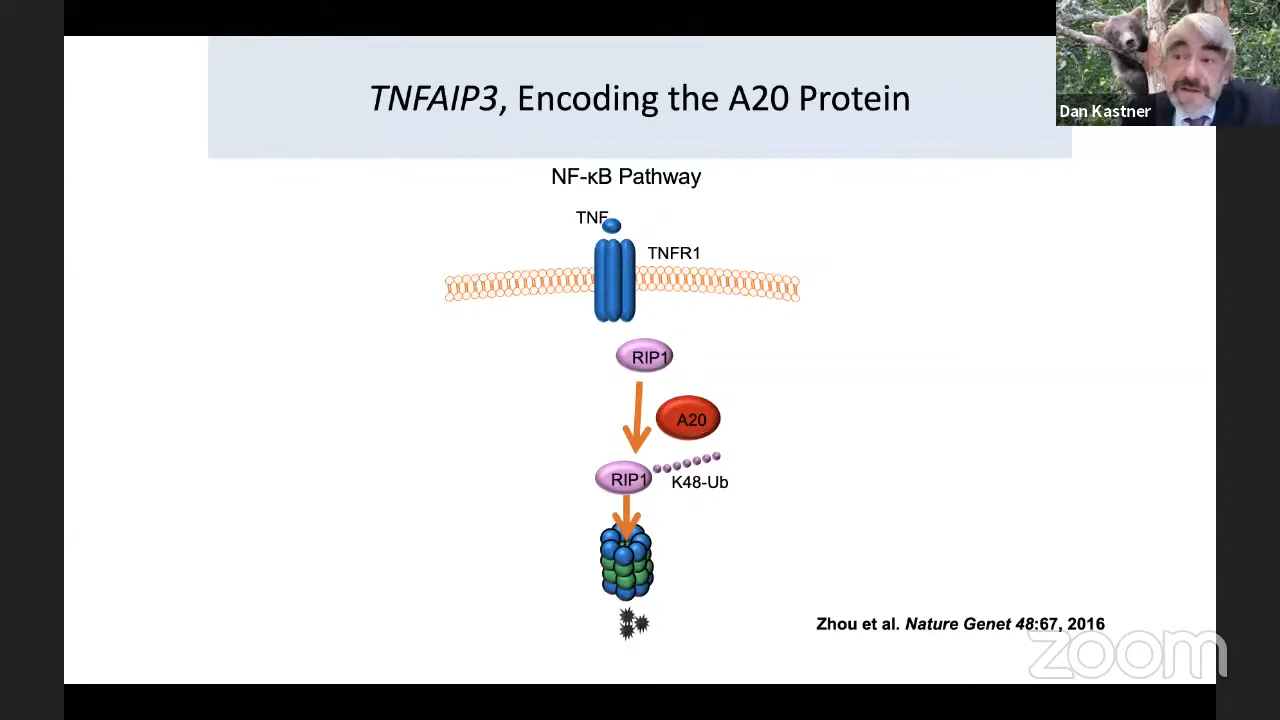 TNFAIP3, Encoding the A20 Protein
Dan Kastner
NF-κB Pathway
TNF
TNFR1
RIP1
A20
RIP1
K48-Ub
Zhou et al. Nature Genet 48:67, 2016
zoom